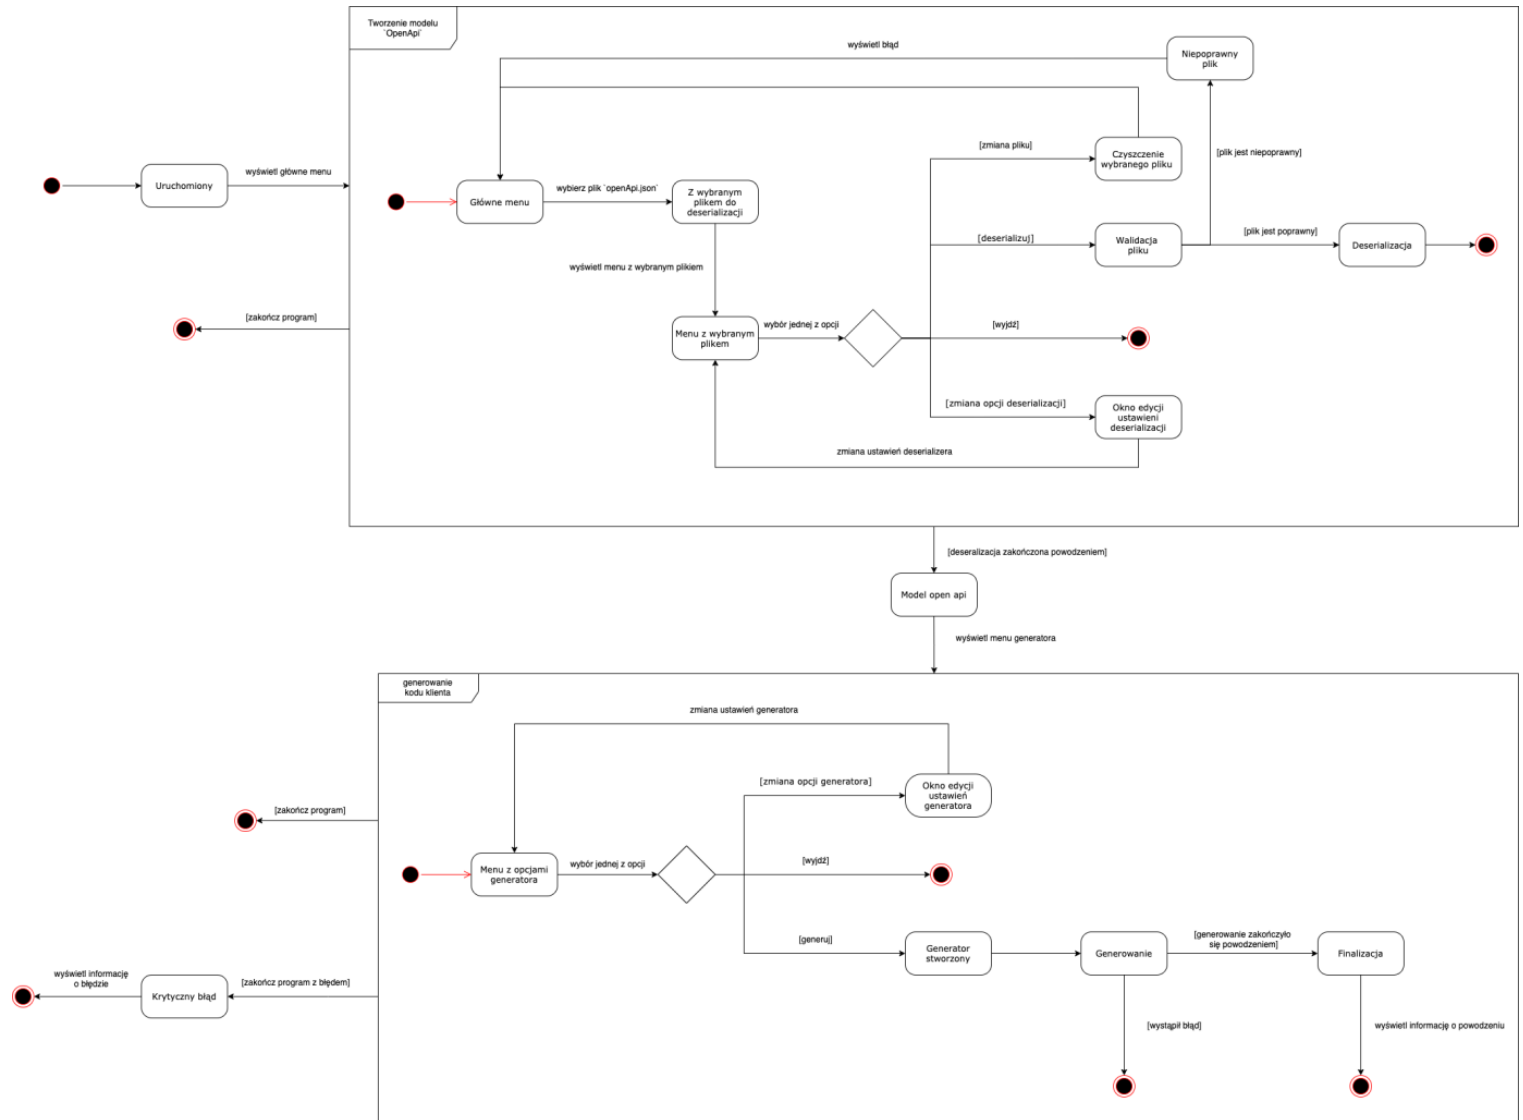 Tworzenie modelu
`OpenApi`
wyświetl błąd
Niepoprawny
plik
[zmiana pliku]
Czyszczenie
wybranego pliku
[plik jest niepoprawny]
Uruchomiony
wyświetl główne menu
Główne menu
wybierz plik `openApi.json`
Z wybranym
plikem do
deserializacji
[deserializuj]
Walidacja
pliku
[plik jest poprawny]
Deserializacja
wyświetl menu z wybranym plikiem
[zakończ program]
Menu z wybranym
plikem
wybór jednej z opcji
[wyjdź]
[zmiana opcji deserializacji]
Okno edycji
ustawieni
deserializacji
zmiana ustawień deserializera
[deseralizacja zakończona powodzeniem]
Model open api
wyświetl menu generatora
generowanie
kodu klienta
zmiana ustawień generatora
[zmiana opcji generatora]
Okno edycji
ustawień
generatora
[zakończ program]
Menu z opcjami
generatora
wybór jednej z opcji
[wyjdź]
[generuj]
Generator
stworzony
Generowanie
[generowanie zakończyło
się powodzeniem]
Finalizacja
wyświetl informację
o błędzie
Krytyczny błąd
[zakończ program z błędem]
[wystąpił błąd]
wyświetl informację o powodzeniu